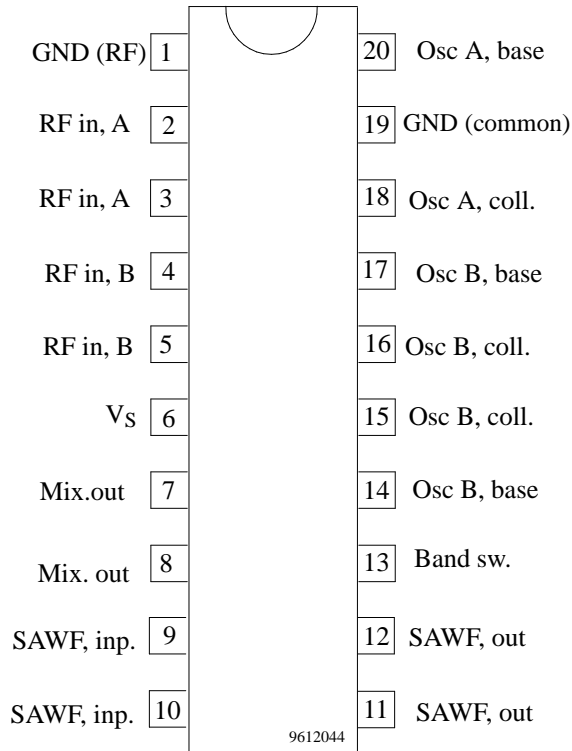 GND (RF) 1 20 Osc A, base
RF in, A 2 19 GND (common)
RF in, A 3 18 Osc A, coll.
RF in, B 4 17 Osc B, base
RF in, B 5 16 Osc B, coll.
VS 6 15 Osc B, coll.
Mix.out 7 14 Osc B, base
Mix. out 8 13 Band sw.
SAWF, inp. 9 12 SAWF, out
SAWF, inp. 10 11 SAWF, out
9612044